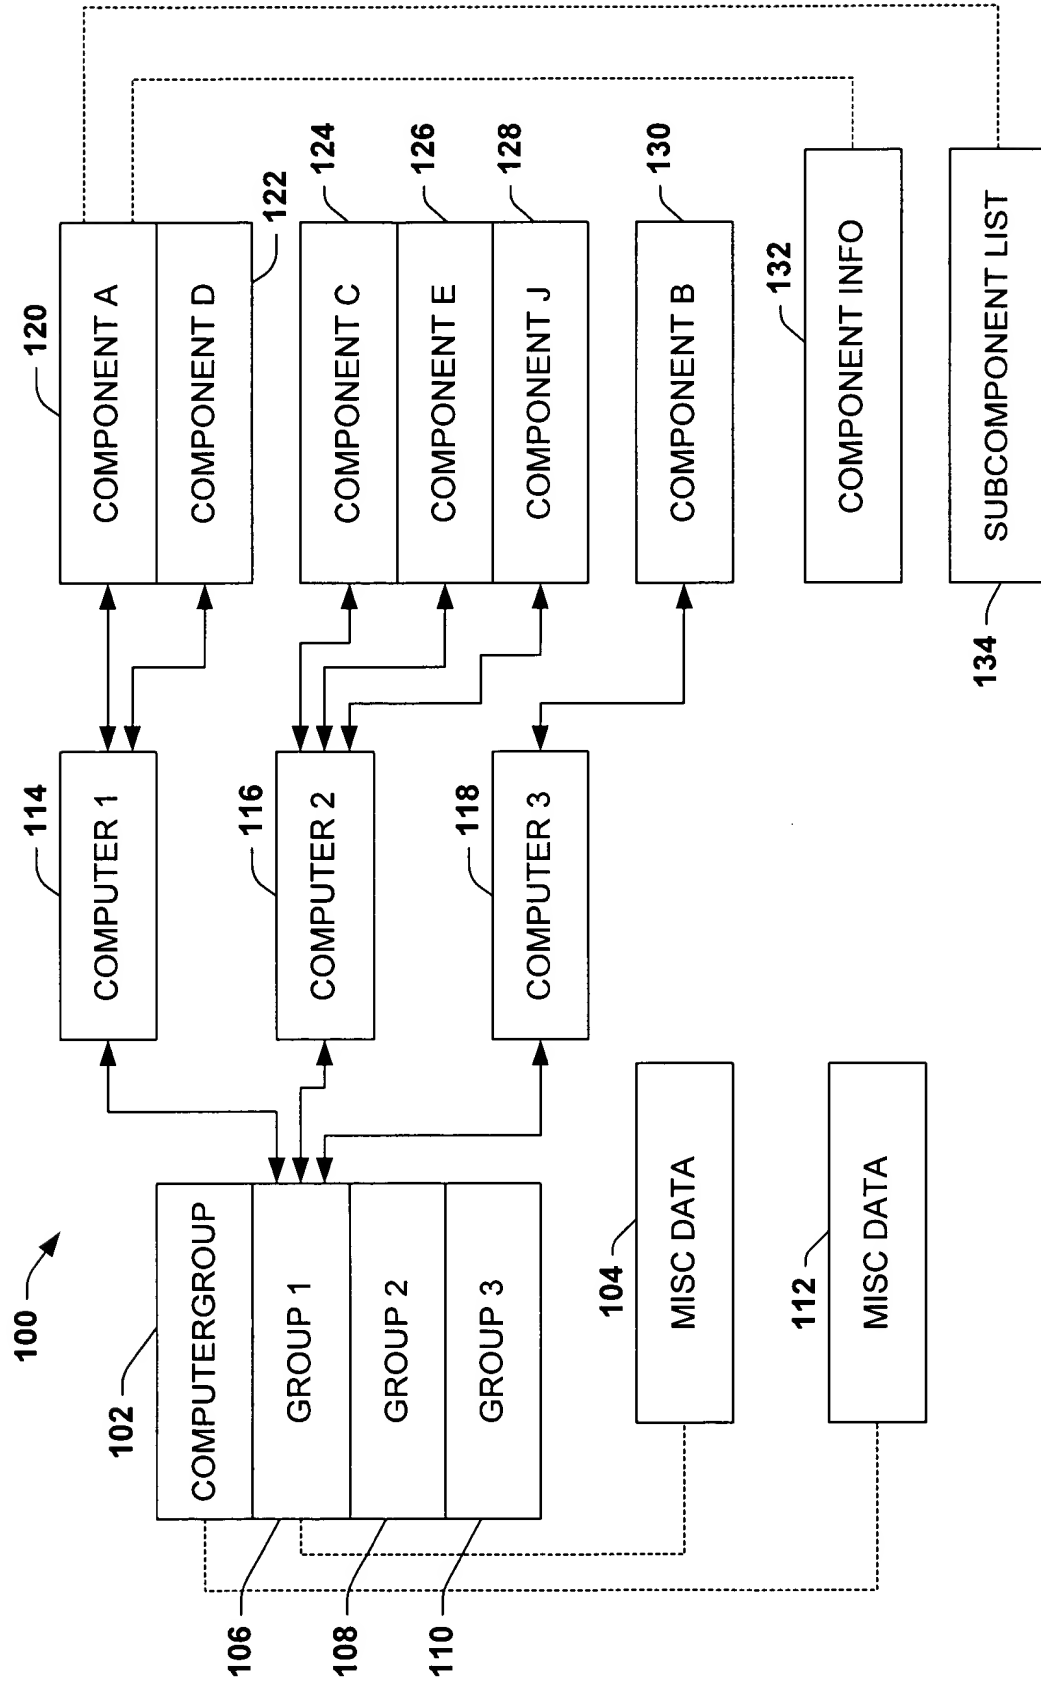 100
102
COMPUTERGROUP
GROUP 1
GROUP 2
GROUP 3
106
108
110
104
MISC DATA
112
MISC DATA
114
COMPUTER 1
116
COMPUTER 2
118
COMPUTER 3
120
COMPONENT A
COMPONENT D
122
COMPONENT C
124
COMPONENT E
126
COMPONENT J
128
COMPONENT B
130
132
COMPONENT INFO
134
SUBCOMPONENT LIST